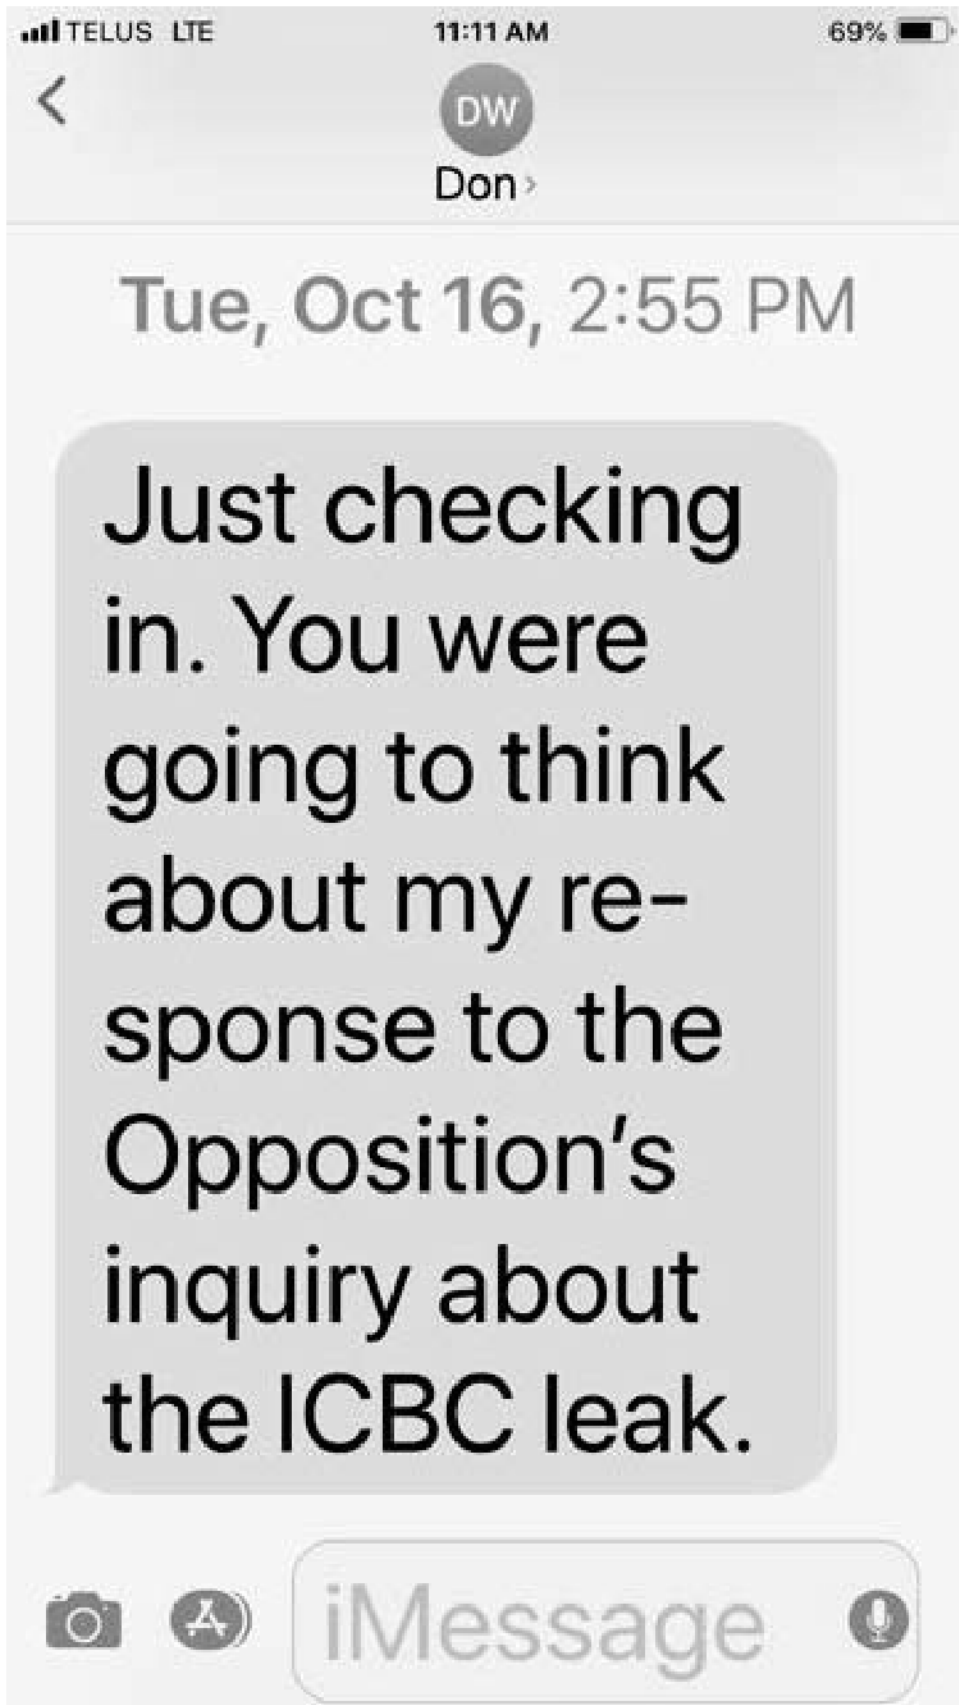 TELUS LTE 11:11 AM 69%
DW
Don
Tue, Oct 16, 2:55 PM
Just checking
in. You were
going to think
about my re-
sponse to the
Opposition’s
inquiry about
the ICBC leak.
iMessage